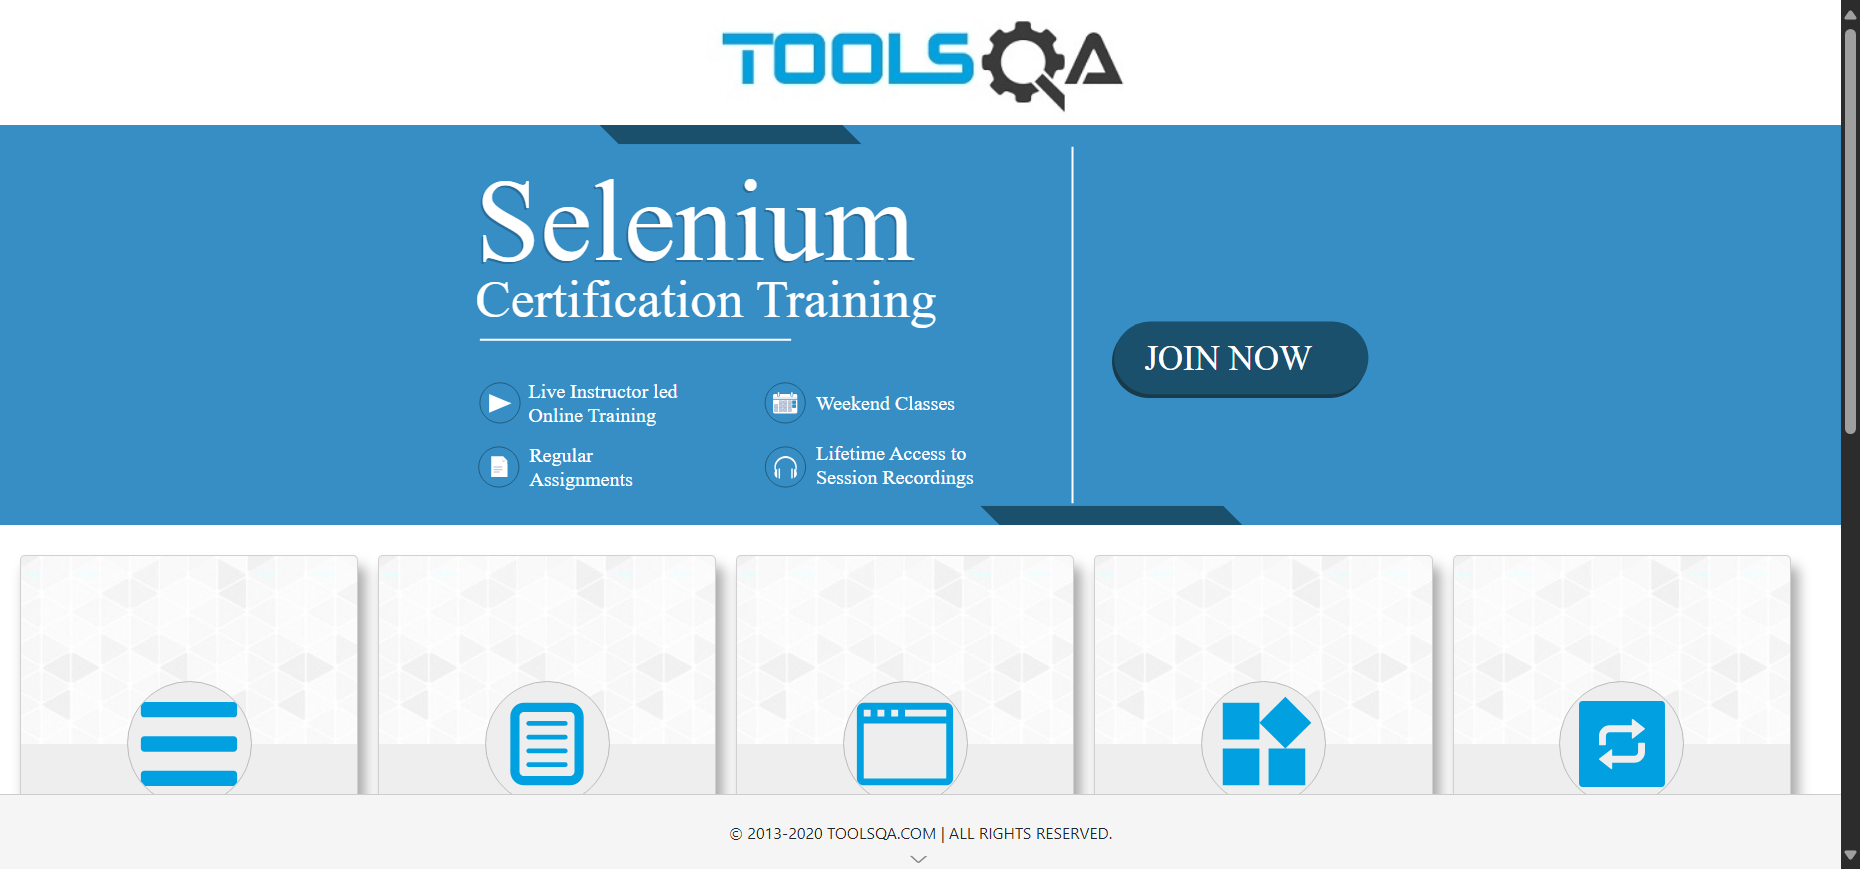 TOOLSQA
Selenium
Certification Training
JOIN NOW
Live Instructor led
Online Training
Weekend Classes
Regular
Assignments
Lifetime Access to
Session Recordings
© 2013-2020 TOOLSQA.COM | ALL RIGHTS RESERVED.